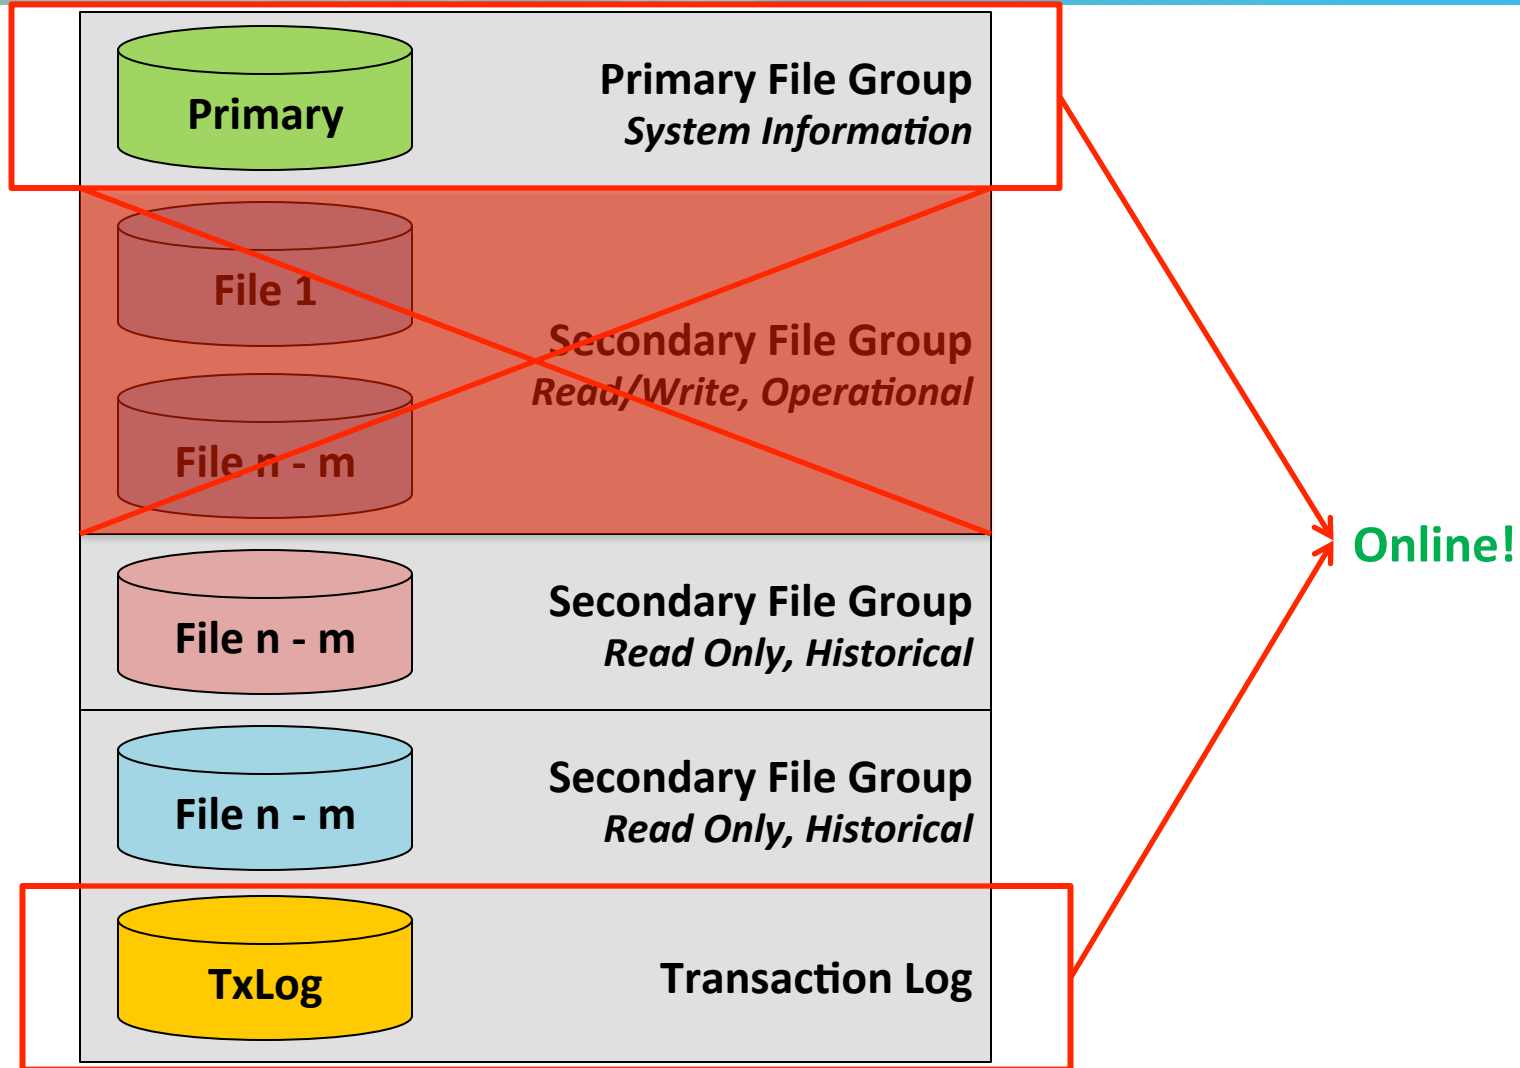 Primary
Primary File Group
System Information
File 1
File n - m
Secondary File Group
Read/Write, Operational
File n - m
Secondary File Group
Read Only, Historical
File n - m
Secondary File Group
Read Only, Historical
TxLog
Transaction Log
Online!